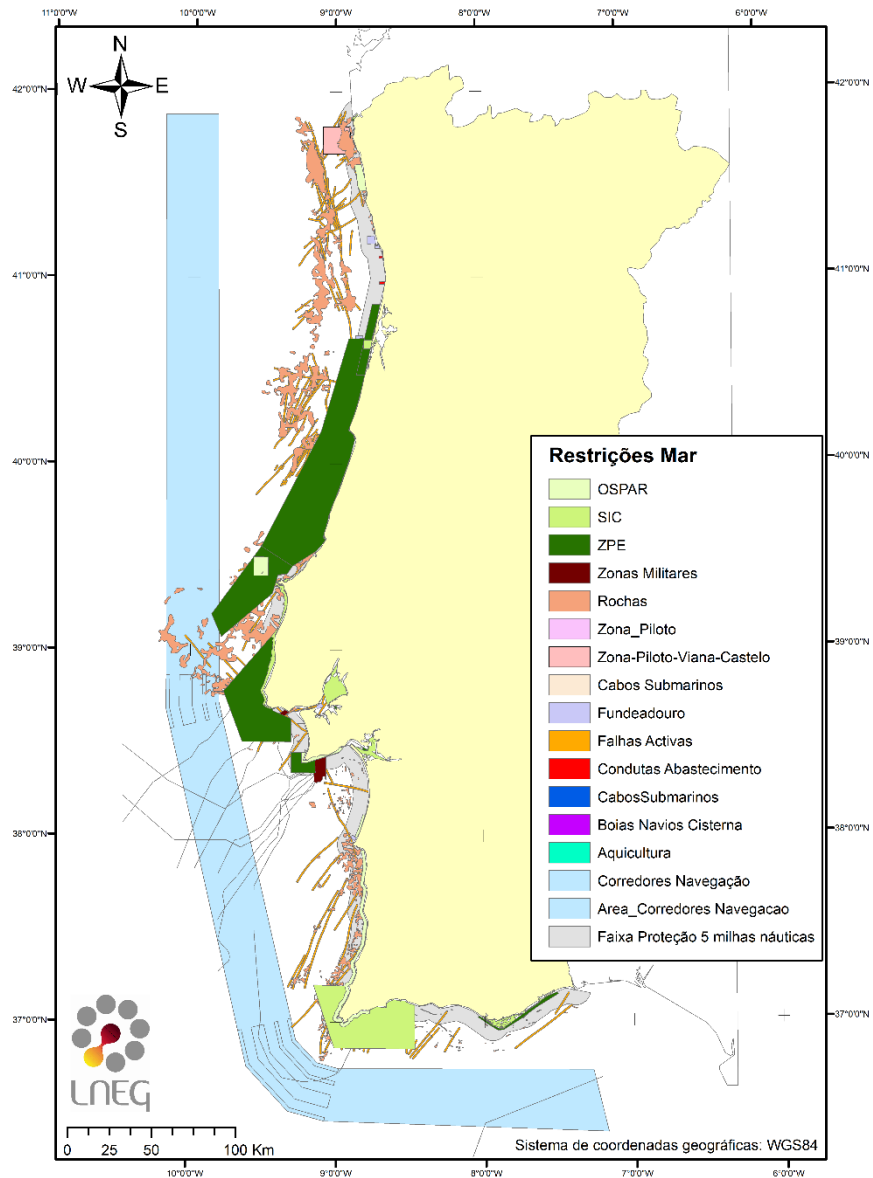 11°0'0"W 10°0'0"W 9°0'0"W 8°0'0"W 7°0'0"W 6°0'0"W
N
W E
S
42°0'0"N 42°0'0"N
41°0'0"N 41°0'0"N
40°0'0"N 40°0'0"N
39°0'0"N 39°0'0"N
38°0'0"N 38°0'0"N
37°0'0"N 37°0'0"N
Restrições Mar
OSPAR
SIC
ZPE
Zonas Militares
Rochas
Zona_Piloto
Zona-Piloto-Viana-Castelo
Cabos Submarinos
Fundeadouro
Falhas Activas
Condutas Abastecimento
CabosSubmarinos
Boias Navios Cisterna
Aquicultura
Corredores Navegação
Area_Corredores Navegacao
Faixa Proteção 5 milhas náuticas
LNEG
0 25 50 100 Km
Sistema de coordenadas geográficas: WGS84
10°0'0"W 9°0'0"W 8°0'0"W 7°0'0"W 6°0'0"W